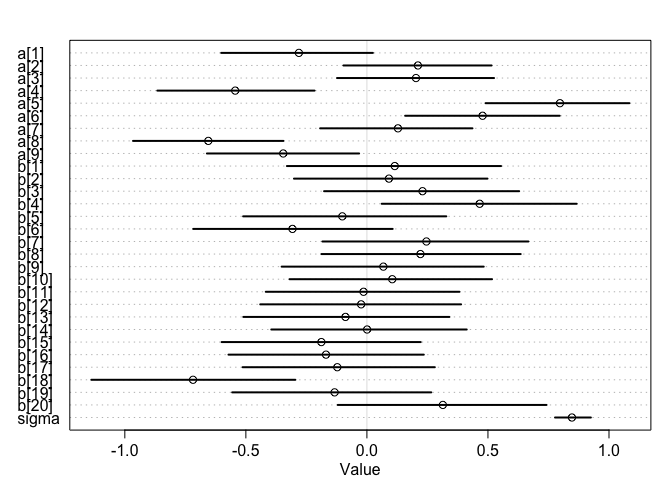 a[1]
a[2]
a[3]
a[4]
a[5]
a[6]
a[7]
a[8]
a[9]
b[1]
b[2]
b[3]
b[4]
b[5]
b[6]
b[7]
b[8]
b[9]
b[10]
b[11]
b[12]
b[13]
b[14]
b[15]
b[16]
b[17]
b[18]
b[19]
b[20]
sigma
-1.0 -0.5 0.0 0.5 1.0
Value